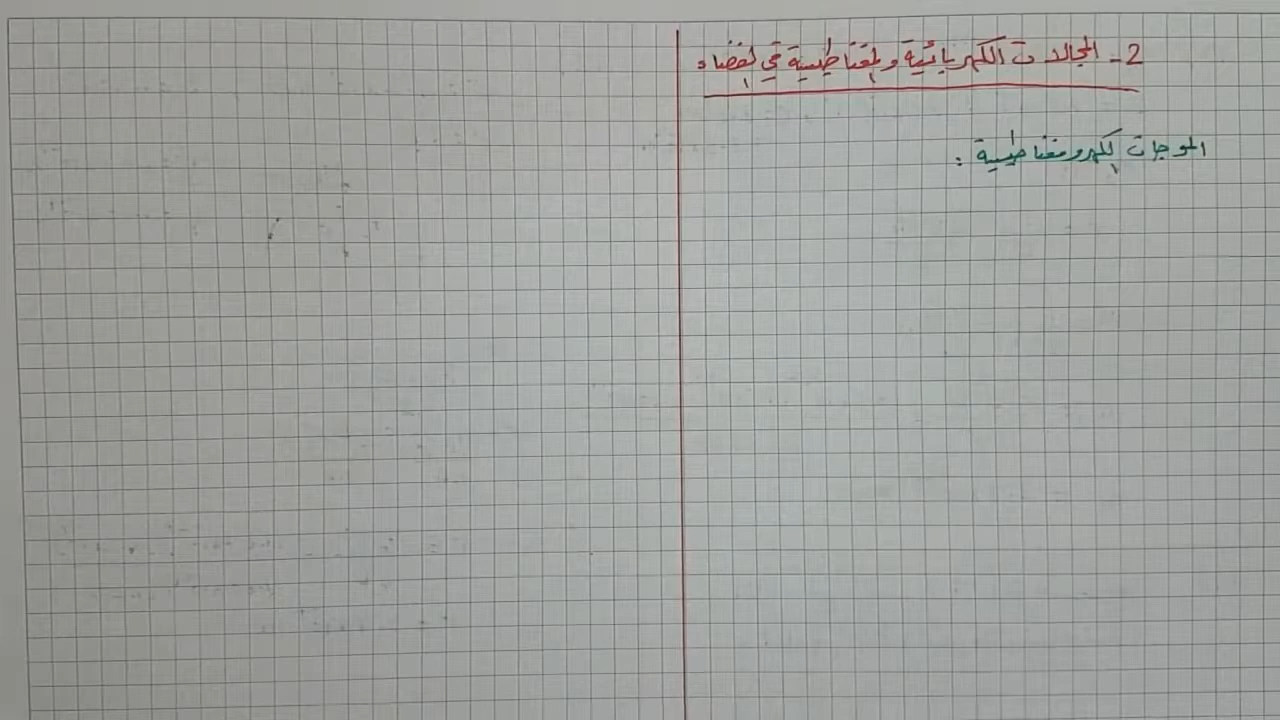 2- المجالات الكهربائية والمغناطيسية في الفضاء
الموجات الكهرومغناطيسية :